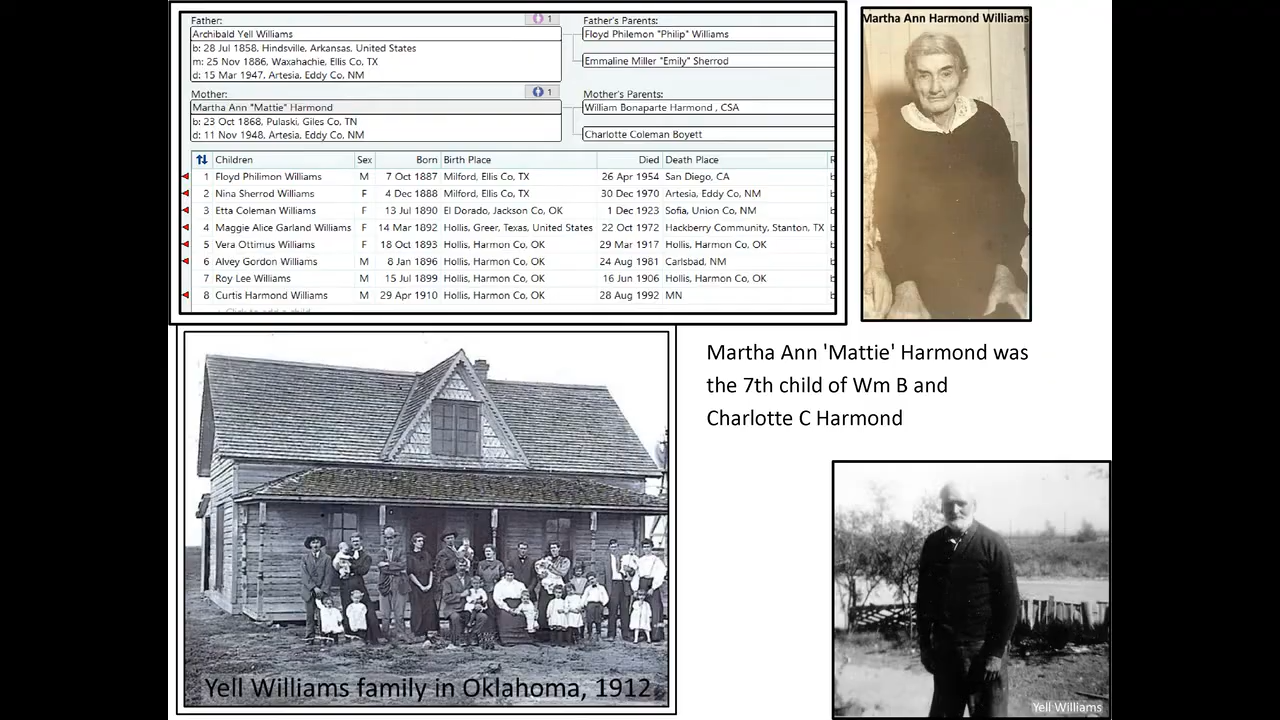 Father:
1
Father's Parents:
Archibald Yell Williams
Floyd Philemon "Philip" Williams
b: 28 Jul 1858, Hindsville, Arkansas, United States
m: 25 Nov 1886, Waxahachie, Ellis Co, TX
Emmaline Miller "Emily" Sherrod
d: 15 Mar 1947, Artesia, Eddy Co, NM
Mother:
1
Mother's Parents:
Martha Ann "Mattie" Harmond
William Bonaparte Harmond , CSA
b: 23 Oct 1868, Pulaski, Giles Co, TN
d: 11 Nov 1948, Artesia, Eddy Co, NM
Charlotte Coleman Boyett
Children Sex Born Birth Place Died Death Place
1 Floyd Philimon Williams M 7 Oct 1887 Milford, Ellis Co, TX 26 Apr 1954 San Diego, CA
2 Nina Sherrod Williams F 4 Dec 1888 Milford, Ellis Co, TX 30 Dec 1970 Artesia, Eddy Co, NM
3 Etta Coleman Williams F 13 Jul 1890 El Dorado, Jackson Co, OK 1 Dec 1923 Sofia, Union Co, NM
4 Maggie Alice Garland Williams F 14 Mar 1892 Hollis, Greer, Texas, United States 22 Oct 1972 Hackberry Community, Stanton, TX
5 Vera Ottimus Williams F 18 Oct 1893 Hollis, Harmon Co, OK 29 Mar 1917 Hollis, Harmon Co, OK
6 Alvey Gordon Williams M 8 Jan 1896 Hollis, Harmon Co, OK 24 Aug 1981 Carlsbad, NM
7 Roy Lee Williams M 15 Jul 1899 Hollis, Harmon Co, OK 16 Jun 1906 Hollis, Harmon Co, OK
8 Curtis Harmond Williams M 29 Apr 1910 Hollis, Harmon Co, OK 28 Aug 1992 MN
Martha Ann Harmond Williams
Martha Ann 'Mattie' Harmond was
the 7th child of Wm B and
Charlotte C Harmond
Yell Williams family in Oklahoma, 1912
Yell Williams